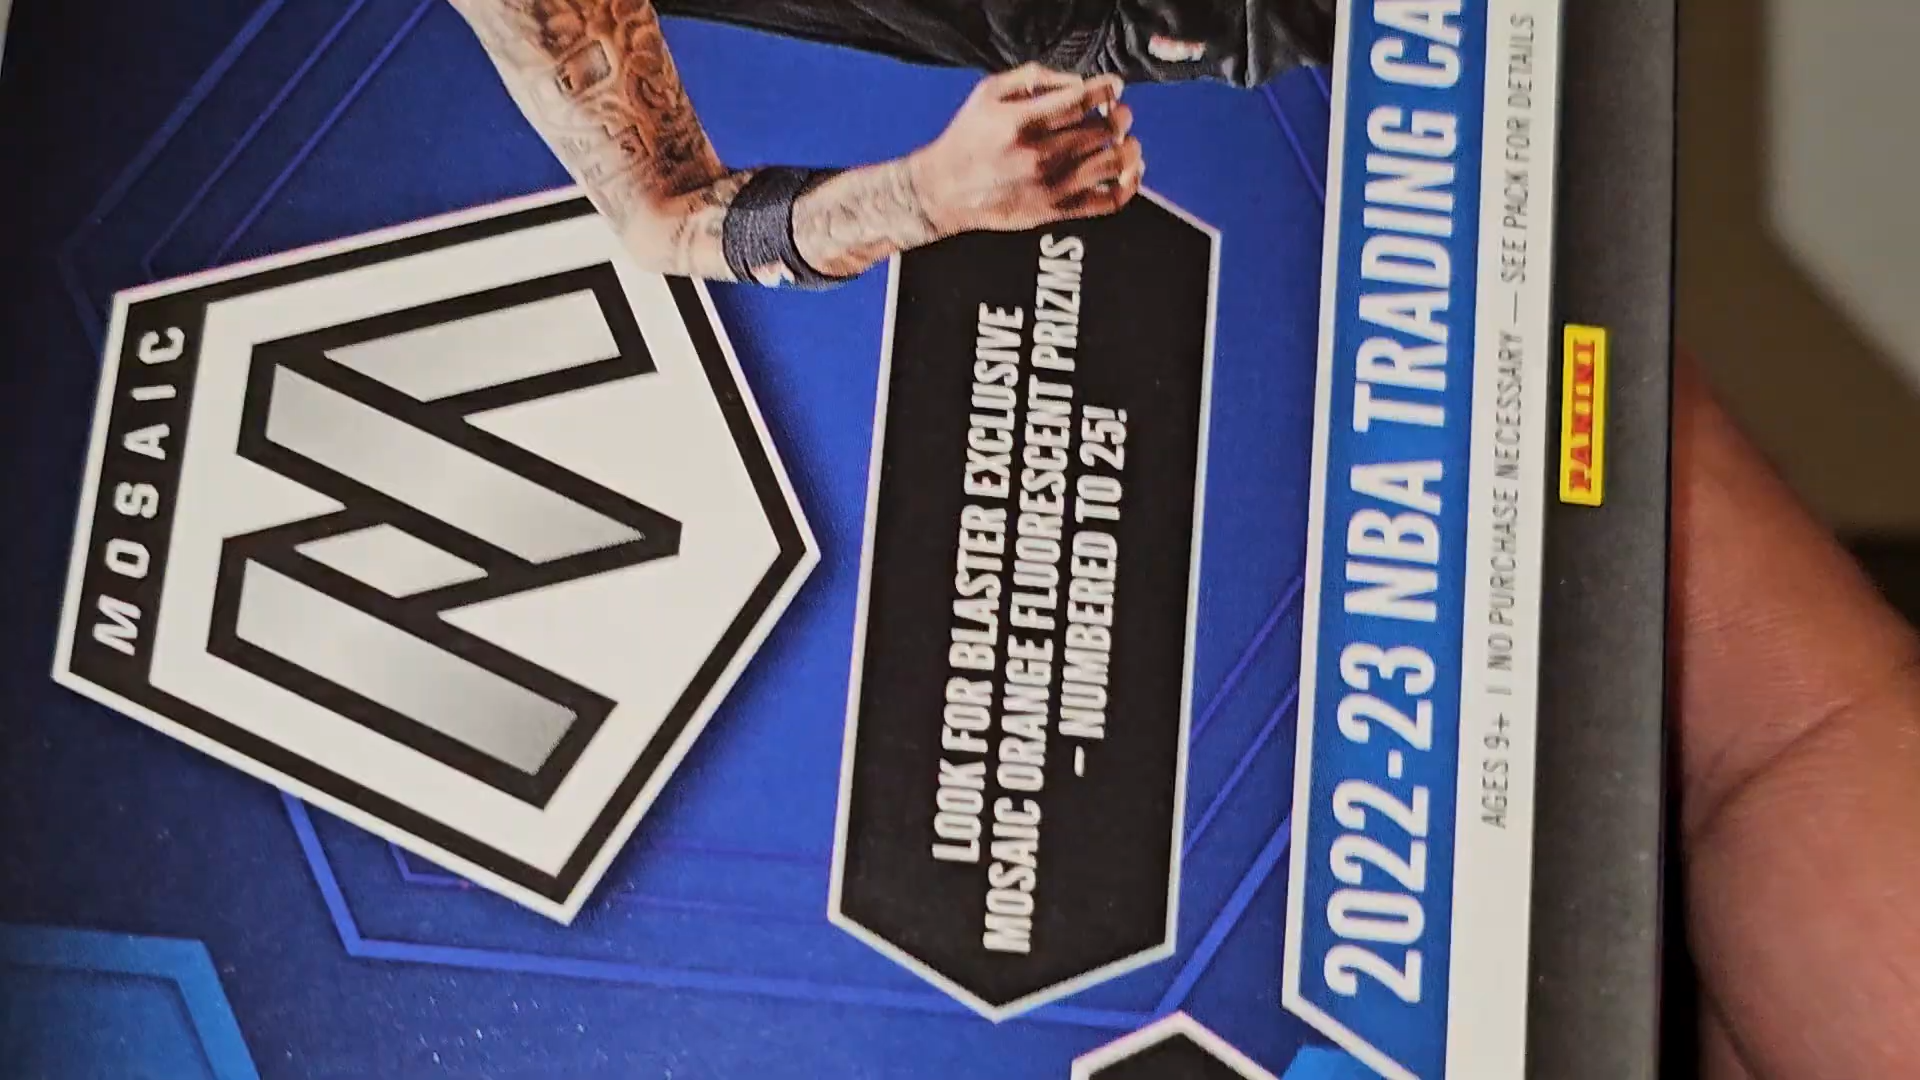 MOSAIC
LOOK FOR BLASTER EXCLUSIVE
MOSAIC ORANGE FLUORESCENT PRIZMS
– NUMBERED TO 25!
2022-23 NBA TRADING CA
AGES 9+ | NO PURCHASE NECESSARY — SEE PACK FOR DETAILS
PANINI